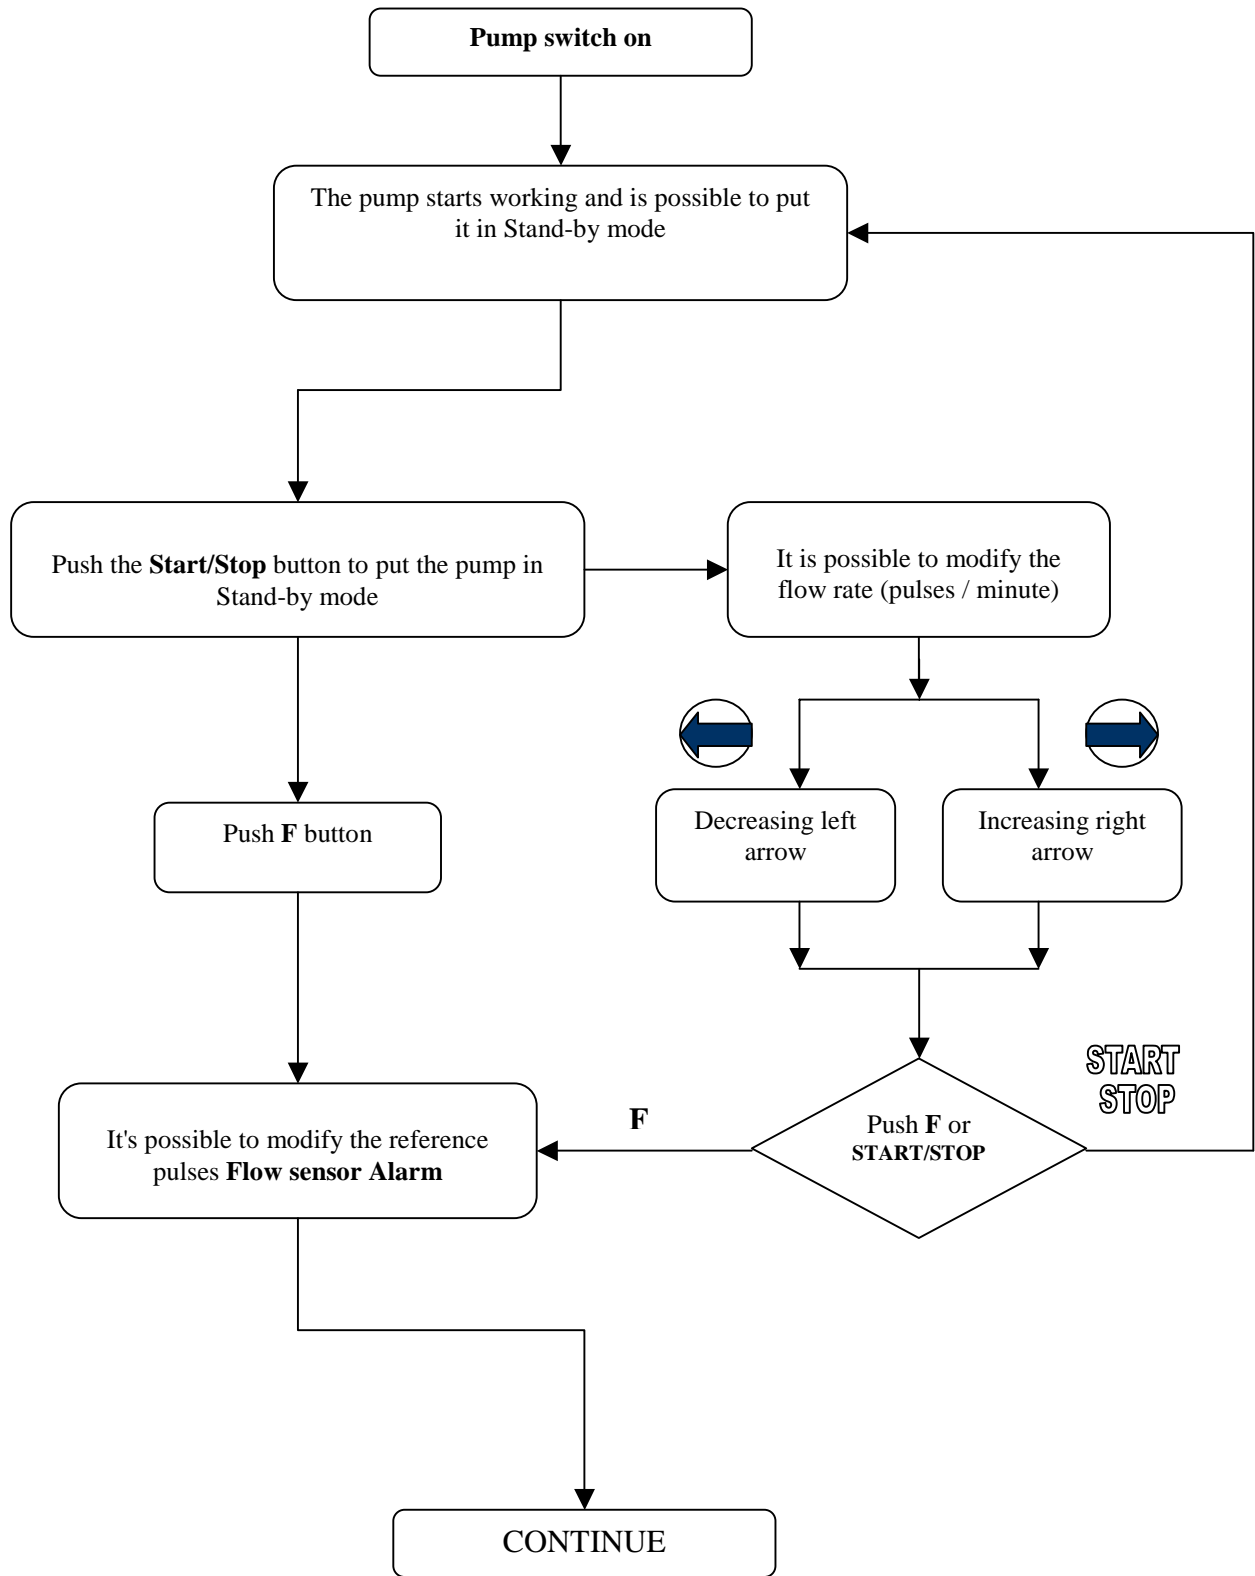 Pump switch on
The pump starts working and is possible to put
it in Stand-by mode
Push the Start/Stop button to put the pump in
Stand-by mode
It is possible to modify the
flow rate (pulses / minute)
Push F button
Decreasing left
arrow
Increasing right
arrow
START
STOP
F
Push F or
START/STOP
It's possible to modify the reference
pulses Flow sensor Alarm
CONTINUE